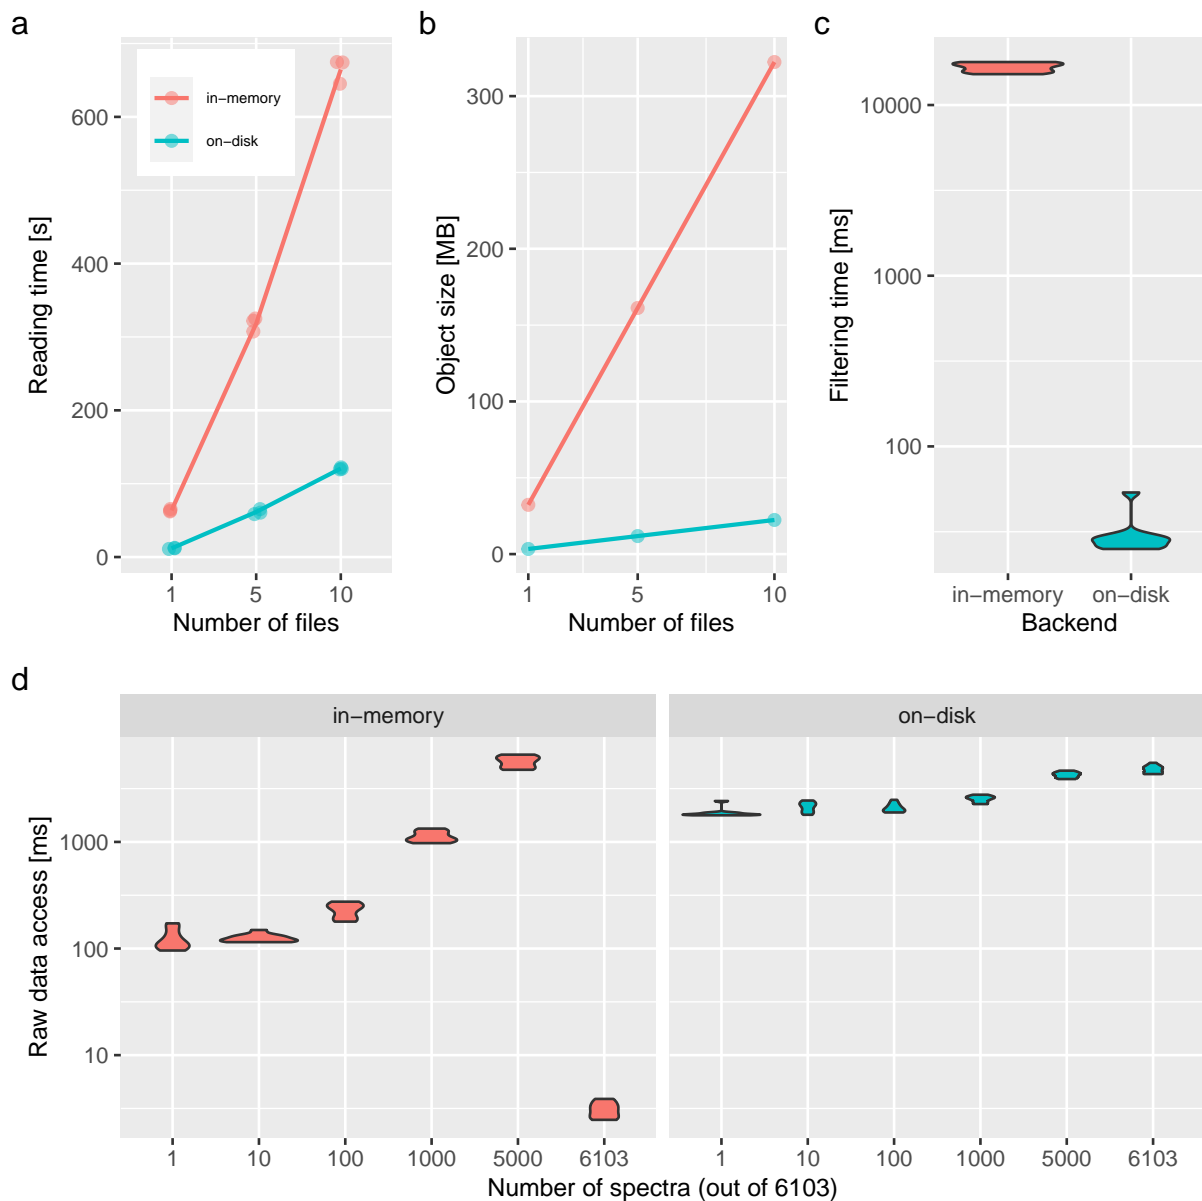 a
b
c
in−memory
on−disk
Reading time [s]
600
400
200
0
1 5 10
Number of files
Object size [MB]
300
200
100
0
1 5 10
Number of files
Filtering time [ms]
10000
1000
100
in−memory on−disk
Backend
d
in−memory
on−disk
Raw data access [ms]
1000
100
10
1 10 100 1000 5000 6103
1 10 100 1000 5000 6103
Number of spectra (out of 6103)